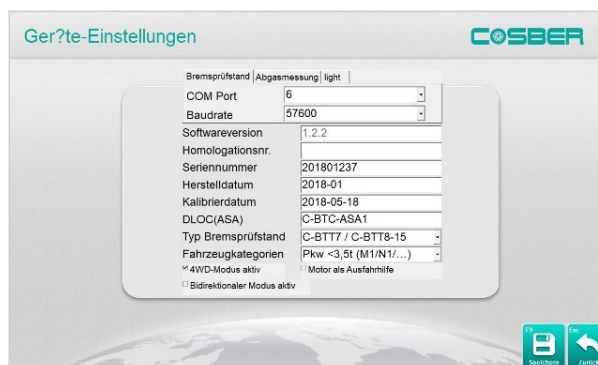 Ger?te-Einstellungen
COSBER
Bremsprüfstand Abgasmessung light
COM Port 6
Baudrate 57600
Softwareversion 1.2.2
Homologationsnr.
Seriennummer 201801237
Herstelldatum 2018-01
Kalibrierdatum 2018-05-18
DLOC(ASA) C-BTC-ASA1
Typ Bremsprüfstand C-BTT7 / C-BTT8-15
Fahrzeugkategorien Pkw <3,5t (M1/N1/...)
4WD-Modus aktiv Motor als Ausfahrhilfe
Bidirektionaler Modus aktiv
F9 Esc
Speichern Zurück